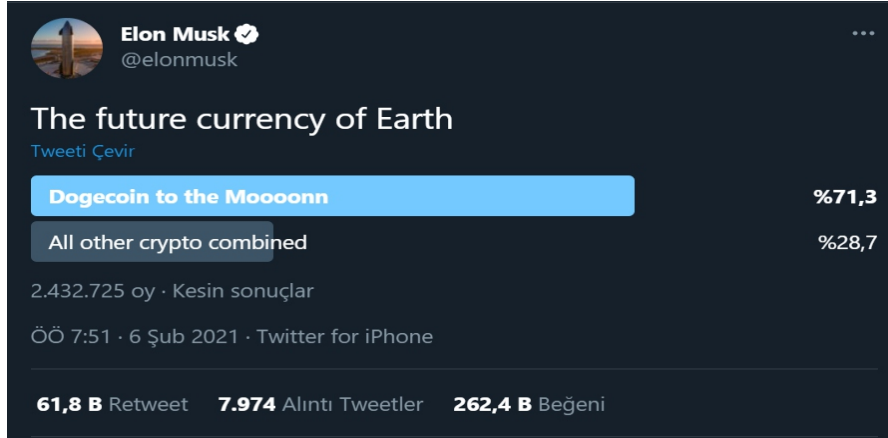 Elon Musk
@elonmusk
The future currency of Earth
Tweeti Çevir
Dogecoin to the Moooonn %71,3
All other crypto combined %28,7
2.432.725 oy · Kesin sonuçlar
ÖÖ 7:51 · 6 Şub 2021 · Twitter for iPhone
61,8 B Retweet 7.974 Alıntı Tweetler 262,4 B Beğeni